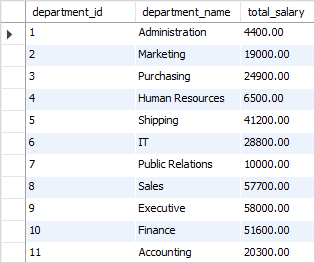 department_id department_name total_salary
1 Administration 4400.00
2 Marketing 19000.00
3 Purchasing 24900.00
4 Human Resources 6500.00
5 Shipping 41200.00
6 IT 28800.00
7 Public Relations 10000.00
8 Sales 57700.00
9 Executive 58000.00
10 Finance 51600.00
11 Accounting 20300.00